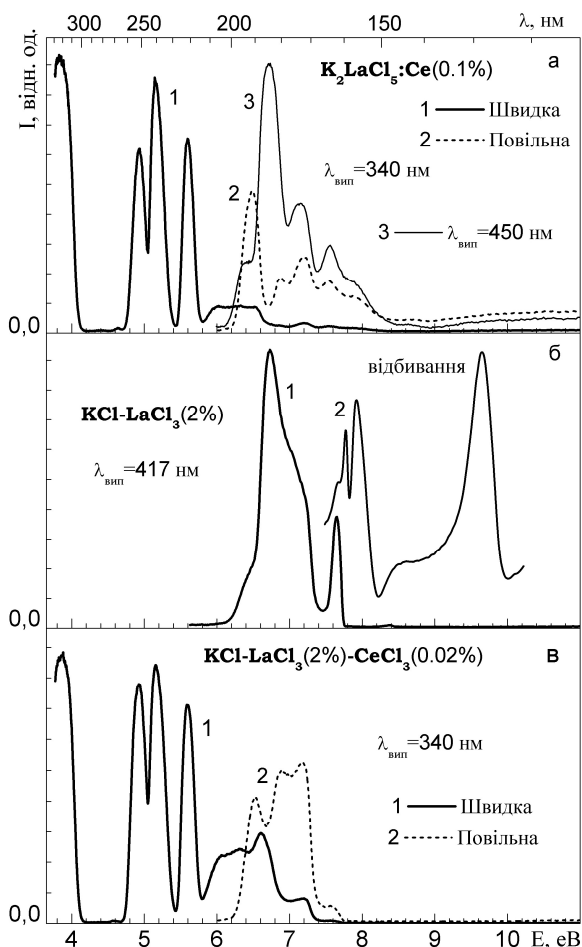 300 250 200 150 λ, нм
I, відн. од.
а
K₂LaCl₅:Ce(0.1%)
1 Швидка
2 Повільна
λвип=340 нм
3 λвип=450 нм
1
3
2
0,0
б
відбивання
KCl-LaCl₃(2%)
λвип=417 нм
1
2
0,0
в
KCl-LaCl₃(2%)-CeCl₃(0.02%)
λвип=340 нм
1 Швидка
2 Повільна
1
2
0,0
4 5 6 7 8 9 10 E, еВ